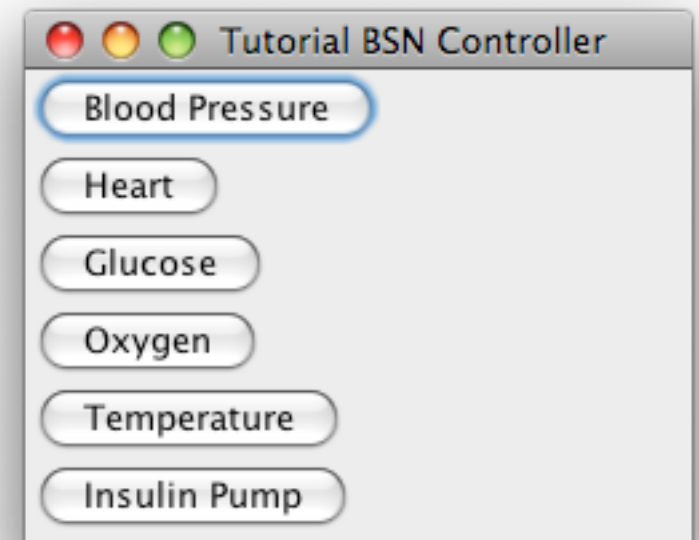 Tutorial BSN Controller
Blood Pressure
Heart
Glucose
Oxygen
Temperature
Insulin Pump